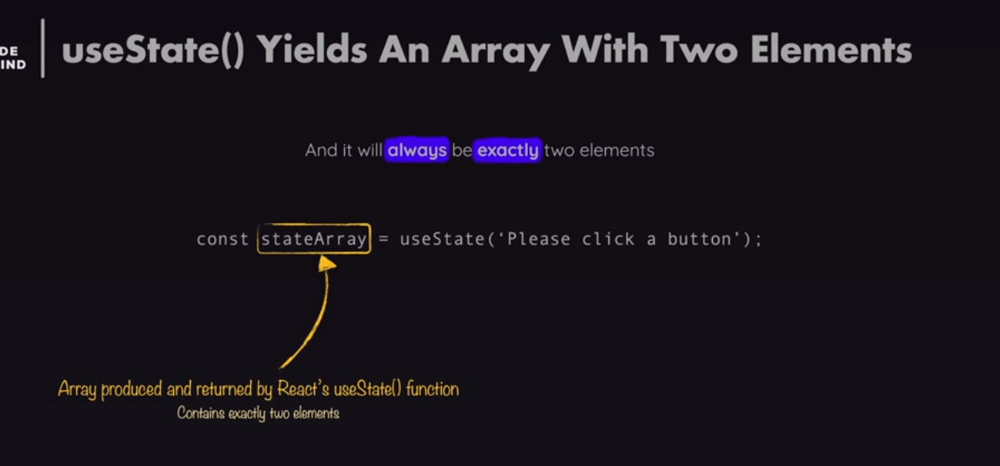 DE
IND
useState() Yields An Array With Two Elements
And it will always be exactly two elements
const stateArray = useState(‘Please click a button’);
Array produced and returned by React’s useState() function
Contains exactly two elements